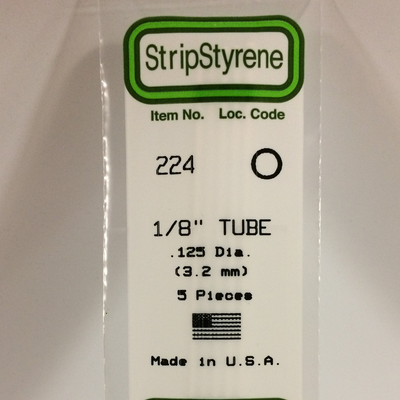 StripStyrene
Item No. Loc. Code
224
1/8" TUBE
.125 Dia.
(3.2 mm)
5 Pieces
Made in U.S.A.